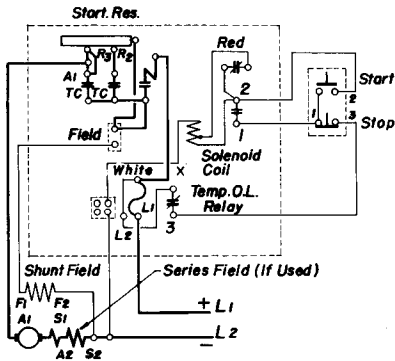 Start. Res.
Red
R3 R2
A1
TC TC
2
Start
1 2
3
Stop
1
Field
Solenoid
Coil
White X
Temp. O.L.
Relay
L1
L2
3
Shunt Field
Series Field (If Used)
F1 F2
+ L1
A1 S1
L2
A2 S2
–